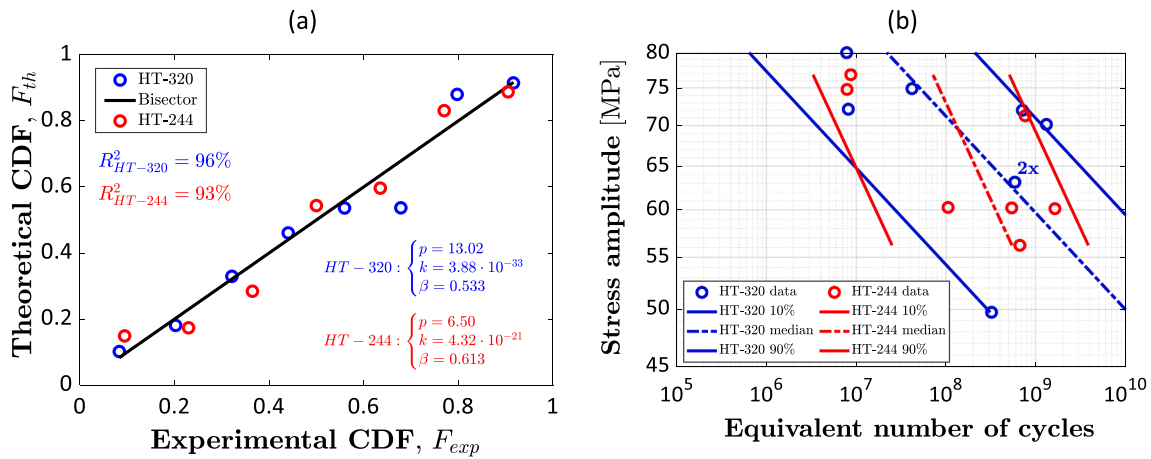 (a)
1
0.8
0.6
0.4
0.2
0
0
0.2
0.4
0.6
0.8
1
Theoretical CDF, F_th
Experimental CDF, F_exp
HT-320
Bisector
HT-244
R²_HT−320 = 96%
R²_HT−244 = 93%
HT − 320 :
p = 13.02
k = 3.88 · 10⁻³³
β = 0.533
HT − 244 :
p = 6.50
k = 4.32 · 10⁻²¹
β = 0.613
(b)
80
75
70
65
60
55
50
45
Stress amplitude [MPa]
2x
HT-320 data
HT-320 10%
HT-320 median
HT-320 90%
HT-244 data
HT-244 10%
HT-244 median
HT-244 90%
10⁵
10⁶
10⁷
10⁸
10⁹
10¹⁰
Equivalent number of cycles